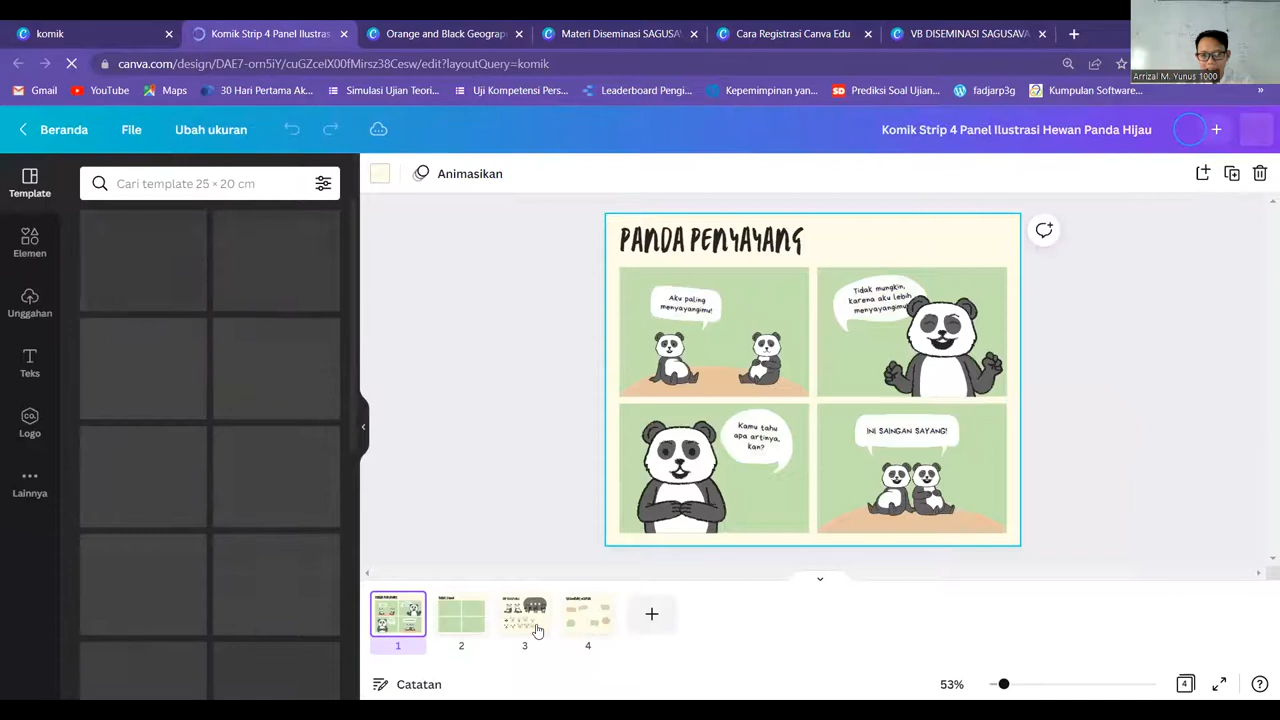 komik
Komik Strip 4 Panel Ilustras
Orange and Black Geograp
Materi Diseminasi SAGUSAV
Cara Registrasi Canva Edu
VB DISEMINASI SAGUSAVA
Arrizal M. Yunus 1000
canva.com/design/DAE7-orn5iY/cuGZcelX00fMirsz38Cesw/edit?layoutQuery=komik
Gmail
YouTube
Maps
30 Hari Pertama Ak...
Simulasi Ujian Teori...
Uji Kompetensi Pers...
Leaderboard Pengi...
Kepemimpinan yan...
Prediksi Soal Ujian...
fadjarp3g
Kumpulan Software...
»
Beranda
File
Ubah ukuran
Komik Strip 4 Panel Ilustrasi Hewan Panda Hijau
Template
Cari template 25 × 20 cm
Elemen
Unggahan
Teks
Logo
Lainnya
Animasikan
PANDA PENYAYANG
Aku paling
menyayangimu!
Tidak mungkin,
karena aku lebih
menyayangimu
Kamu tahu
apa artinya,
kan?
INI SAINGAN SAYANG!
1
2
3
4
Catatan
53%
4